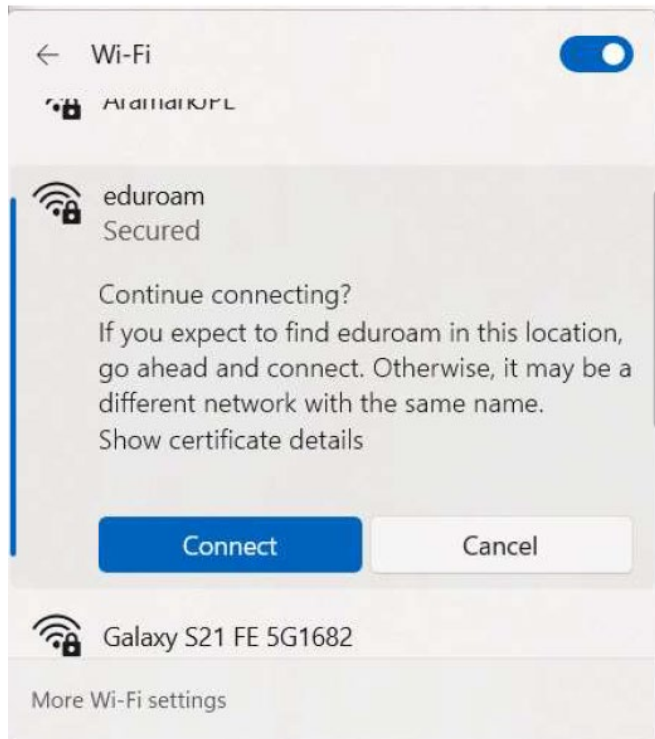 Wi-Fi
eduroam
Secured
Continue connecting?
If you expect to find eduroam in this location,
go ahead and connect. Otherwise, it may be a
different network with the same name.
Show certificate details
Connect
Cancel
Galaxy S21 FE 5G1682
More Wi-Fi settings